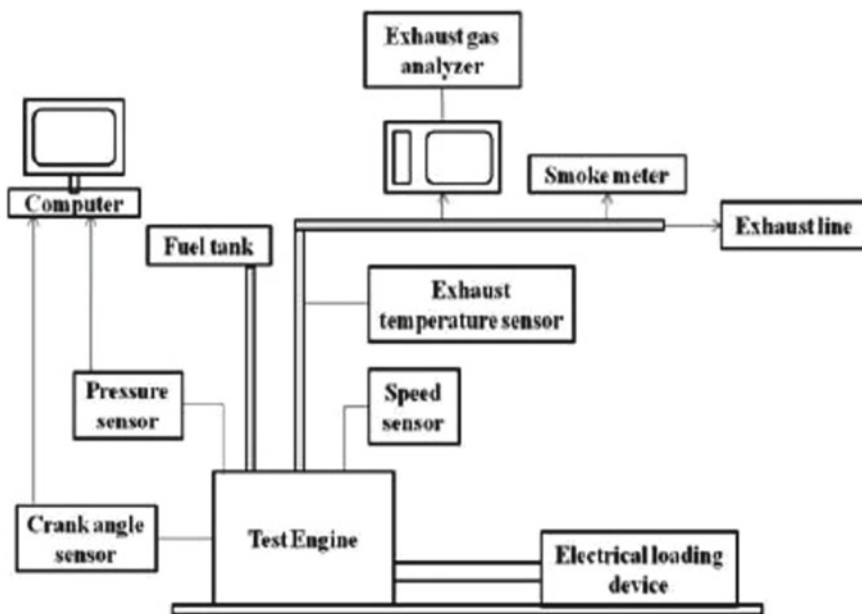 Exhaust gas
analyzer
Computer
Smoke meter
Fuel tank
Exhaust line
Exhaust
temperature sensor
Pressure
sensor
Speed
sensor
Crank angle
sensor
Test Engine
Electrical loading
device